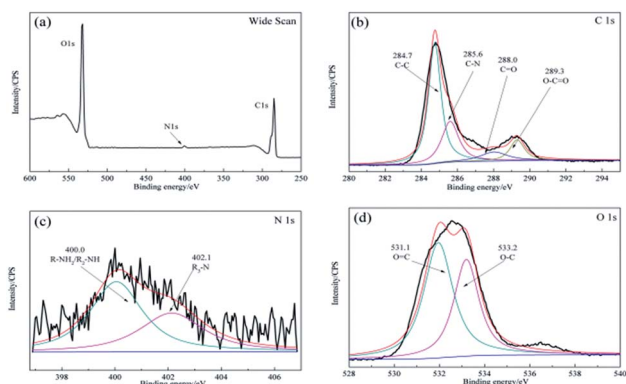 (a)
Wide Scan
O1s
N1s
C1s
Intensity/CPS
600 550 500 450 400 350 300 250
Binding energy/eV
(b)
C 1s
284.7
C-C
285.6
C-N
288.0
C=O
289.3
O-C=O
Intensity/CPS
280 282 284 286 288 290 292 294
Binding energy/eV
(c)
N 1s
400.0
R-NH2/R2-NH
402.1
R3-N
Intensity/CPS
398 400 402 404 406
Binding energy/eV
(d)
O 1s
531.1
O=C
533.2
O-C
Intensity/CPS
528 530 532 534 536 538 540
Binding energy/eV